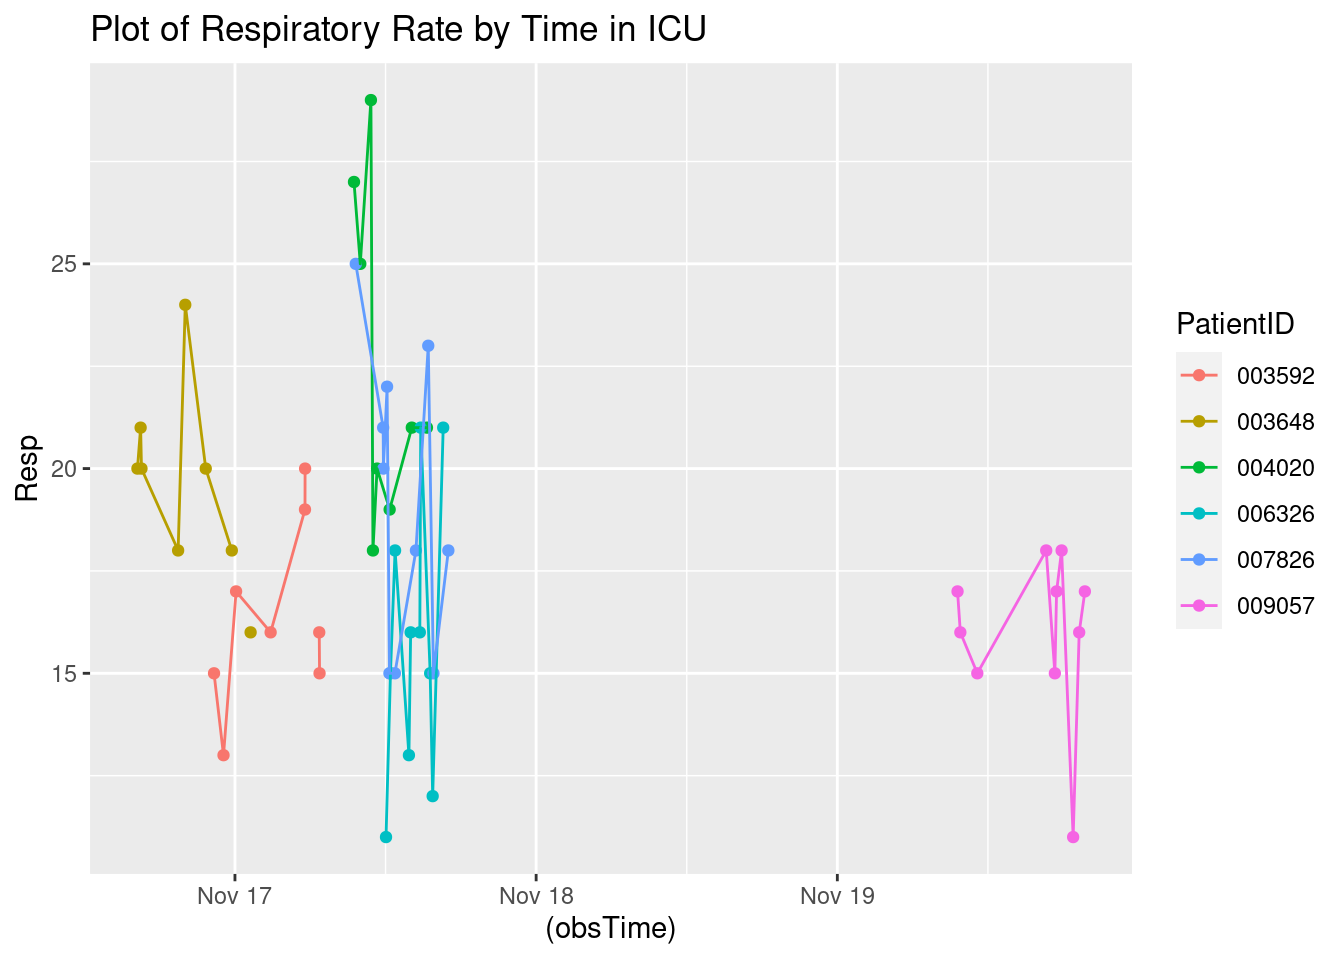 Plot of Respiratory Rate by Time in ICU
Resp
25
20
15
Nov 17
Nov 18
Nov 19
(obsTime)
PatientID
003592
003648
004020
006326
007826
009057